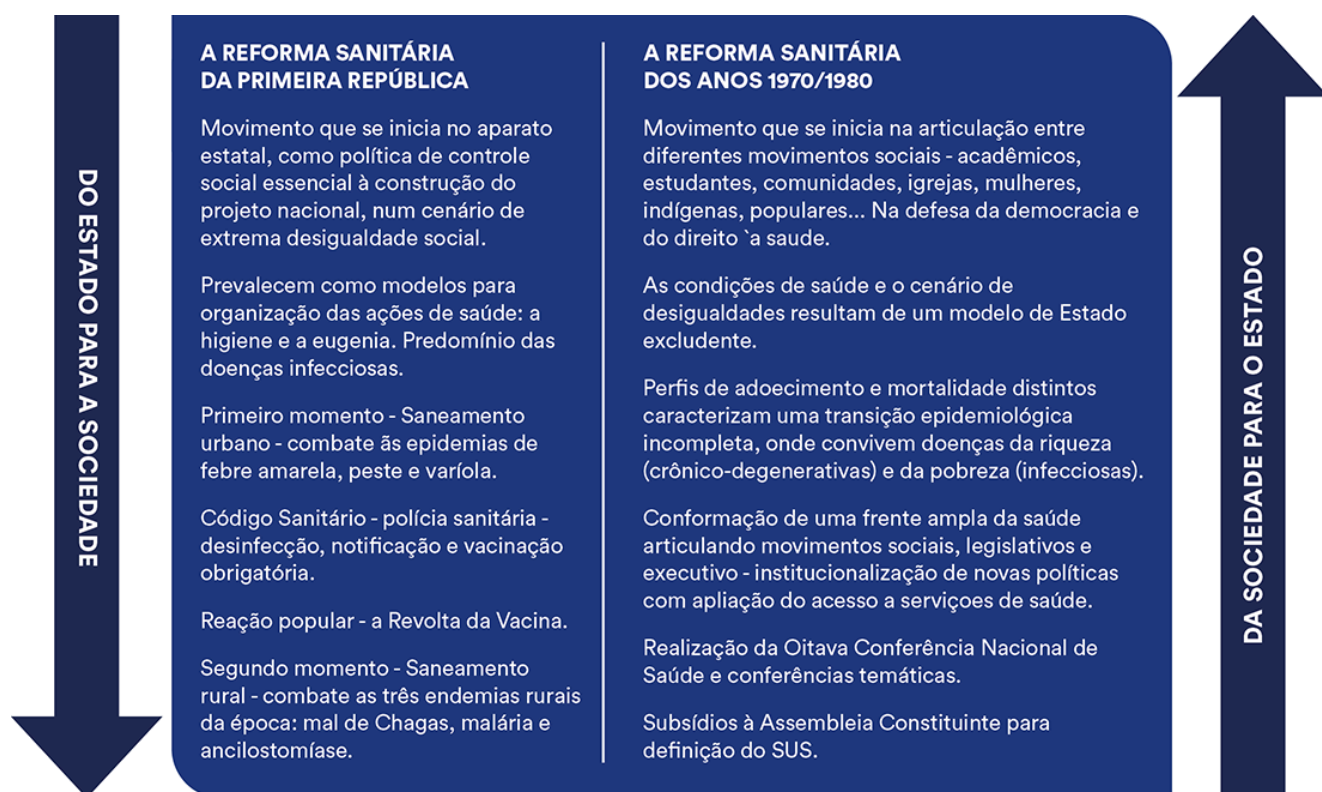 DO ESTADO PARA A SOCIEDADE
A REFORMA SANITÁRIA
DA PRIMEIRA REPÚBLICA
Movimento que se inicia no aparato
estatal, como política de controle
social essencial à construção do
projeto nacional, num cenário de
extrema desigualdade social.
Prevalecem como modelos para
organização das ações de saúde: a
higiene e a eugenia. Predomínio das
doenças infecciosas.
Primeiro momento - Saneamento
urbano - combate ãs epidemias de
febre amarela, peste e varíola.
Código Sanitário - polícia sanitária -
desinfecção, notificação e vacinação
obrigatória.
Reação popular - a Revolta da Vacina.
Segundo momento - Saneamento
rural - combate as três endemias rurais
da época: mal de Chagas, malária e
ancilostomíase.
A REFORMA SANITÁRIA
DOS ANOS 1970/1980
Movimento que se inicia na articulação entre
diferentes movimentos sociais - acadêmicos,
estudantes, comunidades, igrejas, mulheres,
indígenas, populares... Na defesa da democracia e
do direito `a saude.
As condições de saúde e o cenário de
desigualdades resultam de um modelo de Estado
excludente.
Perfis de adoecimento e mortalidade distintos
caracterizam uma transição epidemiológica
incompleta, onde convivem doenças da riqueza
(crônico-degenerativas) e da pobreza (infecciosas).
Conformação de uma frente ampla da saúde
articulando movimentos sociais, legislativos e
executivo - institucionalização de novas políticas
com apliação do acesso a serviçoes de saúde.
Realização da Oitava Conferência Nacional de
Saúde e conferências temáticas.
Subsídios à Assembleia Constituinte para
definição do SUS.
DA SOCIEDADE PARA O ESTADO